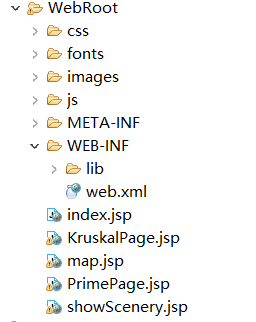 WebRoot
css
fonts
images
js
META-INF
WEB-INF
lib
web.xml
index.jsp
KruskalPage.jsp
map.jsp
PrimePage.jsp
showScenery.jsp